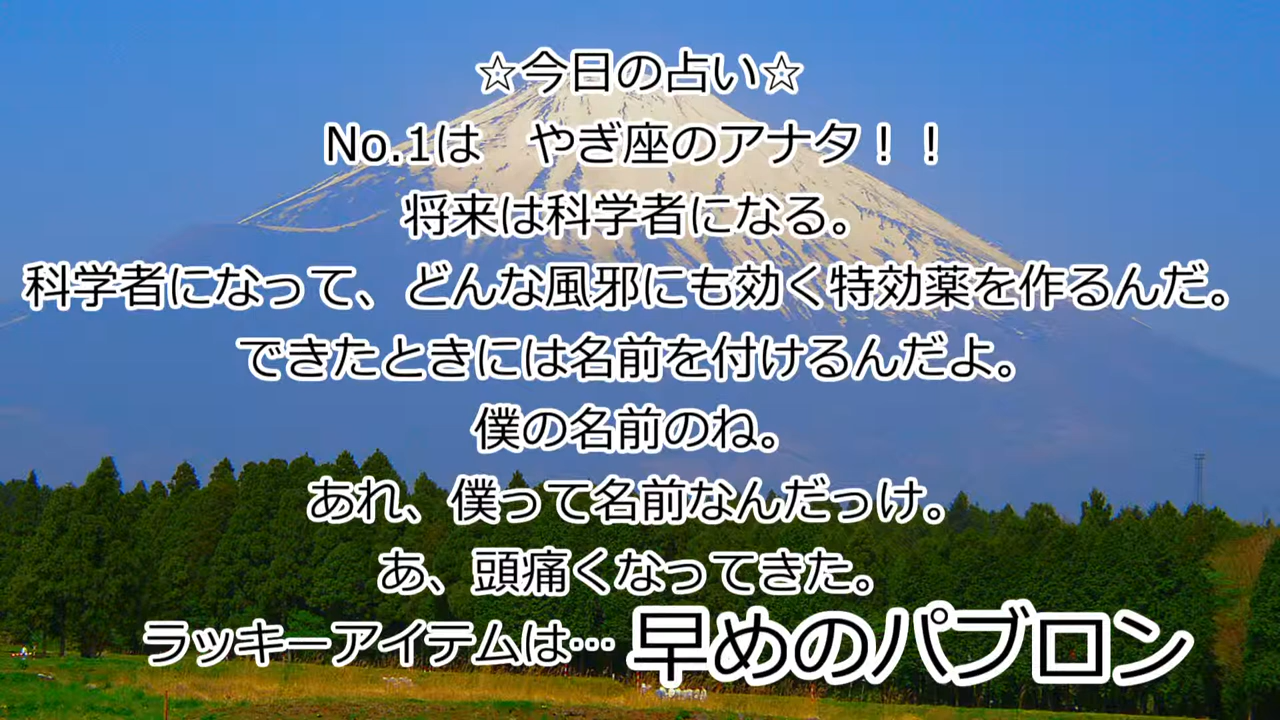 ☆今日の占い☆
No.1は　やぎ座のアナタ！！
将来は科学者になる。
科学者になって、どんな風邪にも効く特効薬を作るんだ。
できたときには名前を付けるんだよ。
僕の名前のね。
あれ、僕って名前なんだっけ。
あ、頭痛くなってきた。
ラッキーアイテムは…早めのパブロン